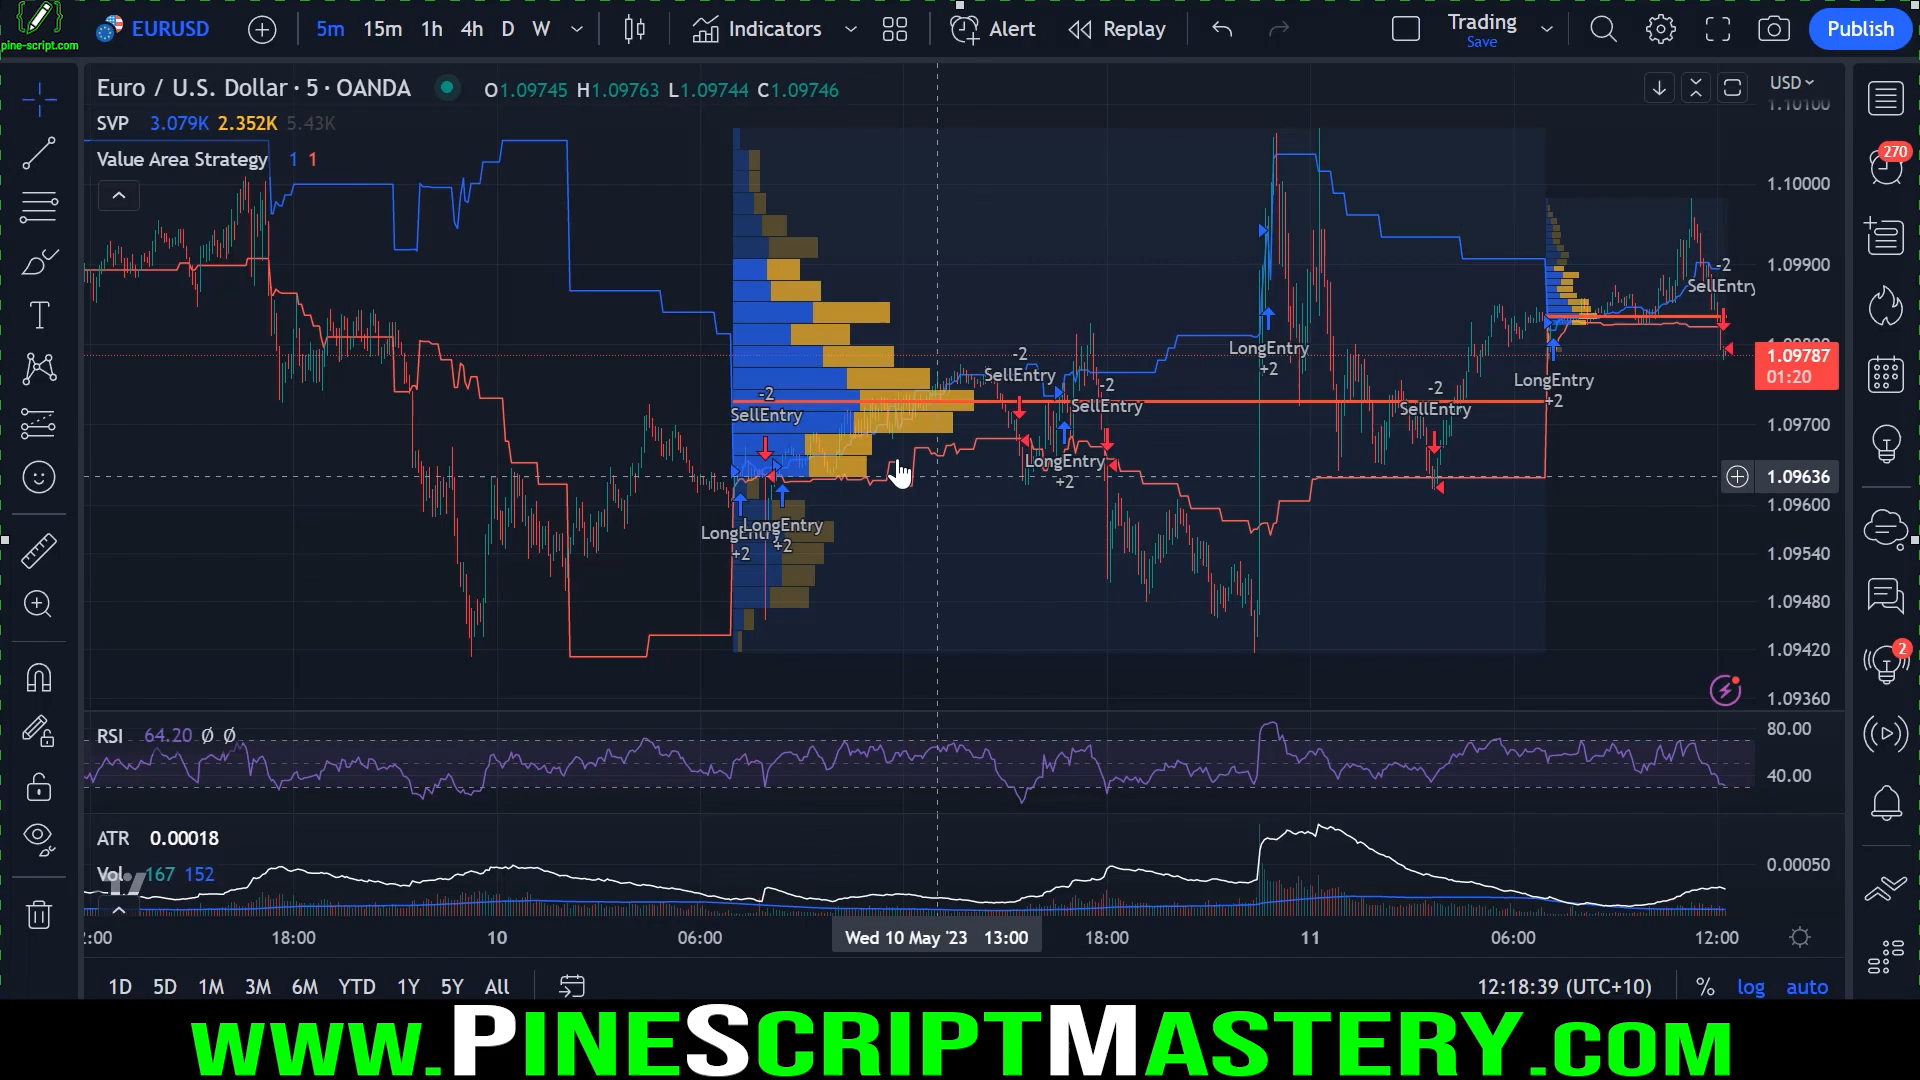 pine-script.com
EURUSD
5m 15m 1h 4h D W
Indicators
Alert
Replay
Trading
Save
Publish
Euro / U.S. Dollar · 5 · OANDA
O1.09745 H1.09763 L1.09744 C1.09746
SVP 3.079K 2.352K 5.43K
Value Area Strategy 1 1
USD
1.10100
1.10000
1.09900
1.09787
01:20
1.09700
1.09636
1.09600
1.09540
1.09480
1.09420
1.09360
-2
SellEntry
LongEntry
+2
LongEntry
+2
-2
SellEntry
LongEntry
+2
-2
SellEntry
LongEntry
+2
-2
SellEntry
LongEntry
+2
-2
SellEntry
270
2
RSI 64.20 Ø Ø
80.00
40.00
ATR 0.00018
Vol 167 152
0.00050
18:00 10 06:00 Wed 10 May '23 13:00 18:00 11 06:00 12:00
1D 5D 1M 3M 6M YTD 1Y 5Y All
12:18:39 (UTC+10) % log auto
www.PineScriptMastery.com